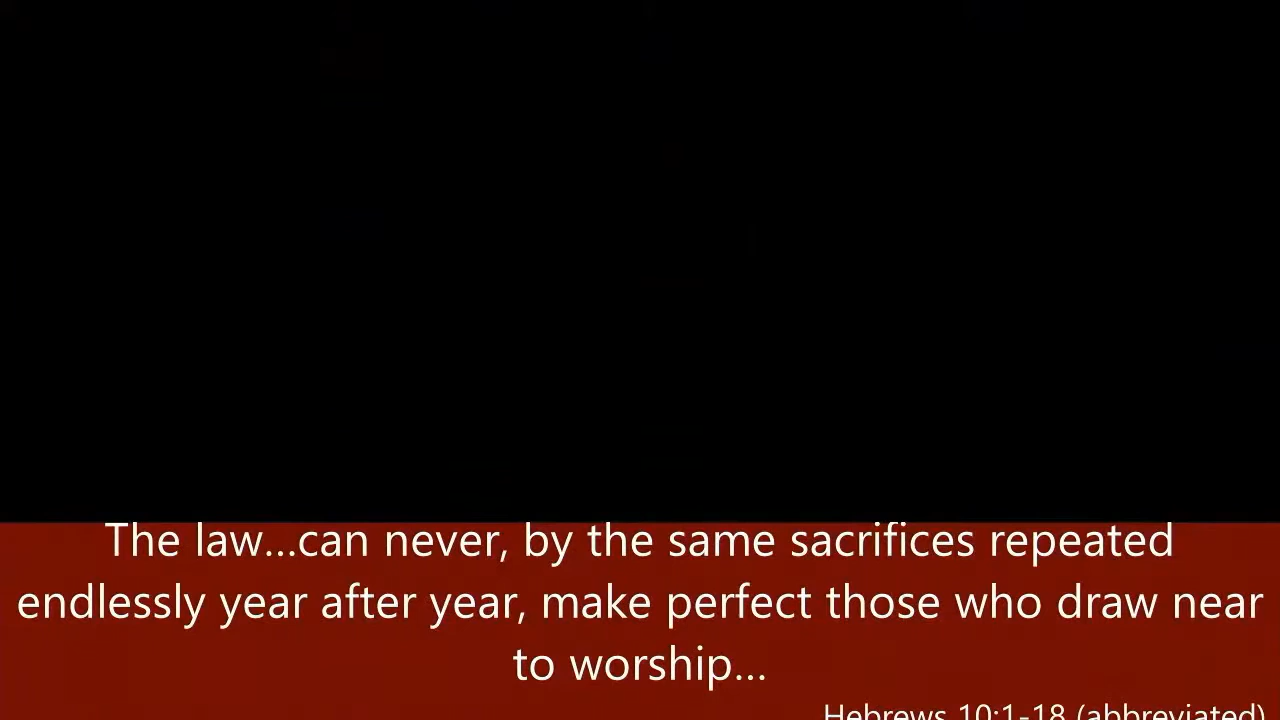 The law...can never, by the same sacrifices repeated
endlessly year after year, make perfect those who draw near
to worship...
Hebrews 10:1-18 (abbreviated)